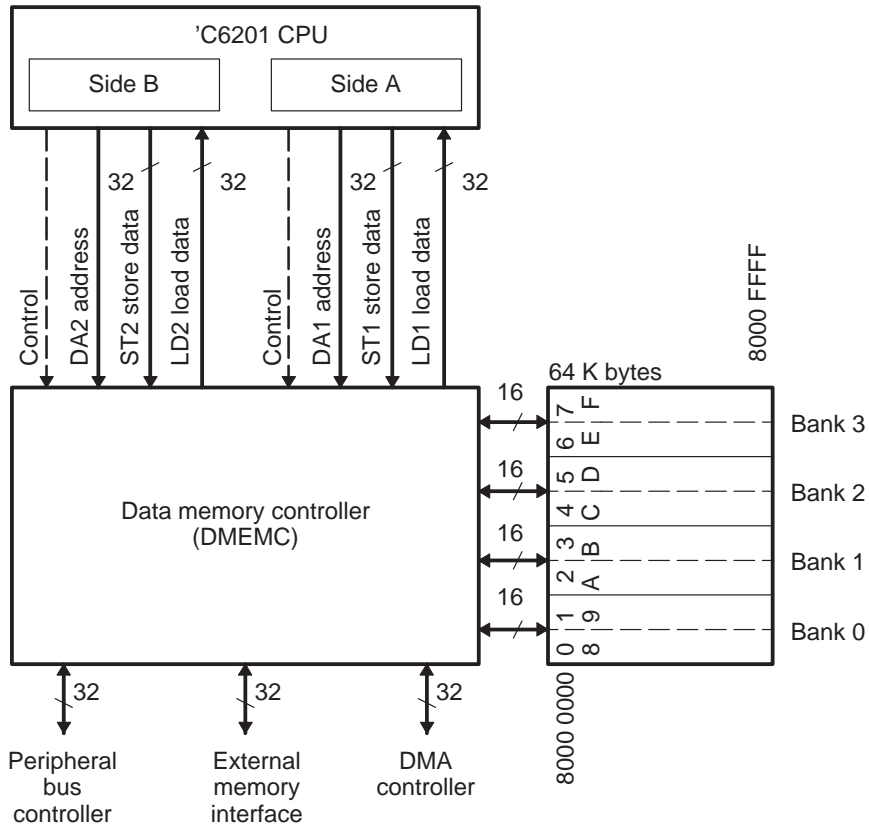 'C6201 CPU
Side B
Side A
32
32
32
32
Control
DA2 address
ST2 store data
LD2 load data
Control
DA1 address
ST1 store data
LD1 load data
8000 FFFF
64 K bytes
16
7 F
6 E
Bank 3
16
5 D
4 C
Bank 2
Data memory controller
(DMEMC)
16
3 B
2 A
Bank 1
16
1 9
0 8
Bank 0
8000 0000
32
32
32
Peripheral
bus
controller
External
memory
interface
DMA
controller